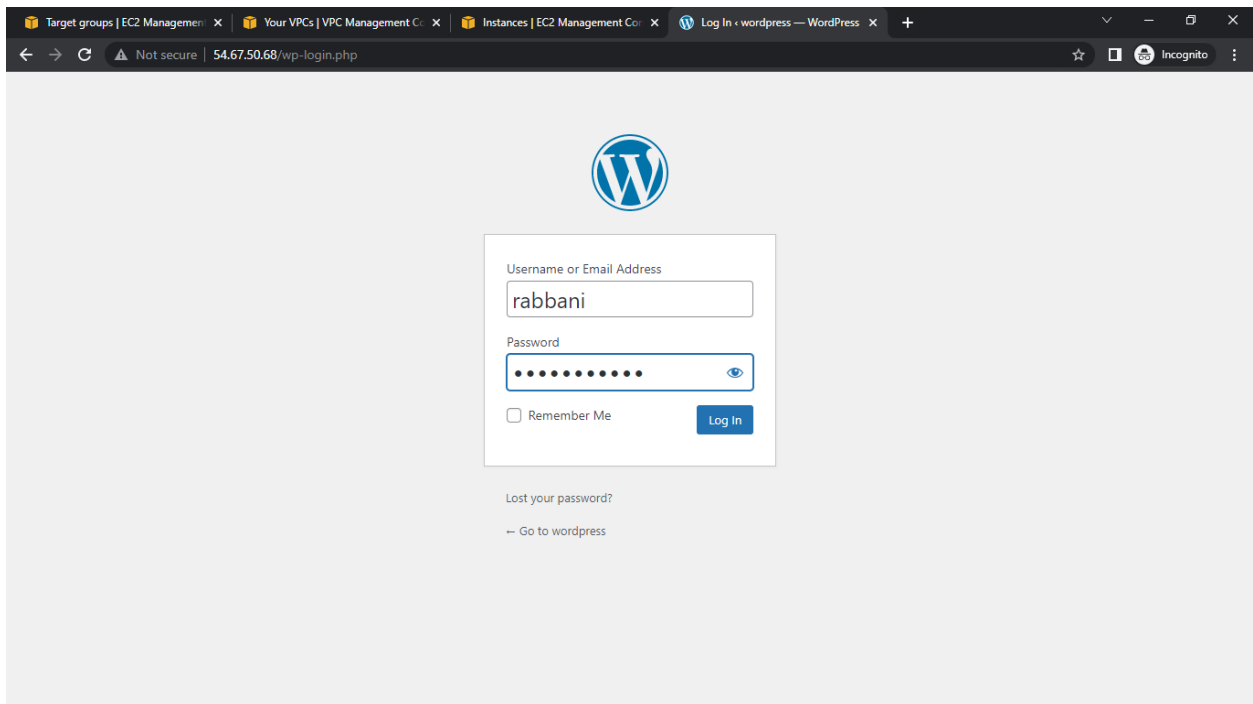 Target groups | EC2 Management
Your VPCs | VPC Management Co
Instances | EC2 Management Con
Log In ‹ wordpress — WordPress
Not secure | 54.67.50.68/wp-login.php
Incognito
Username or Email Address
rabbani
Password
Remember Me
Log In
Lost your password?
← Go to wordpress